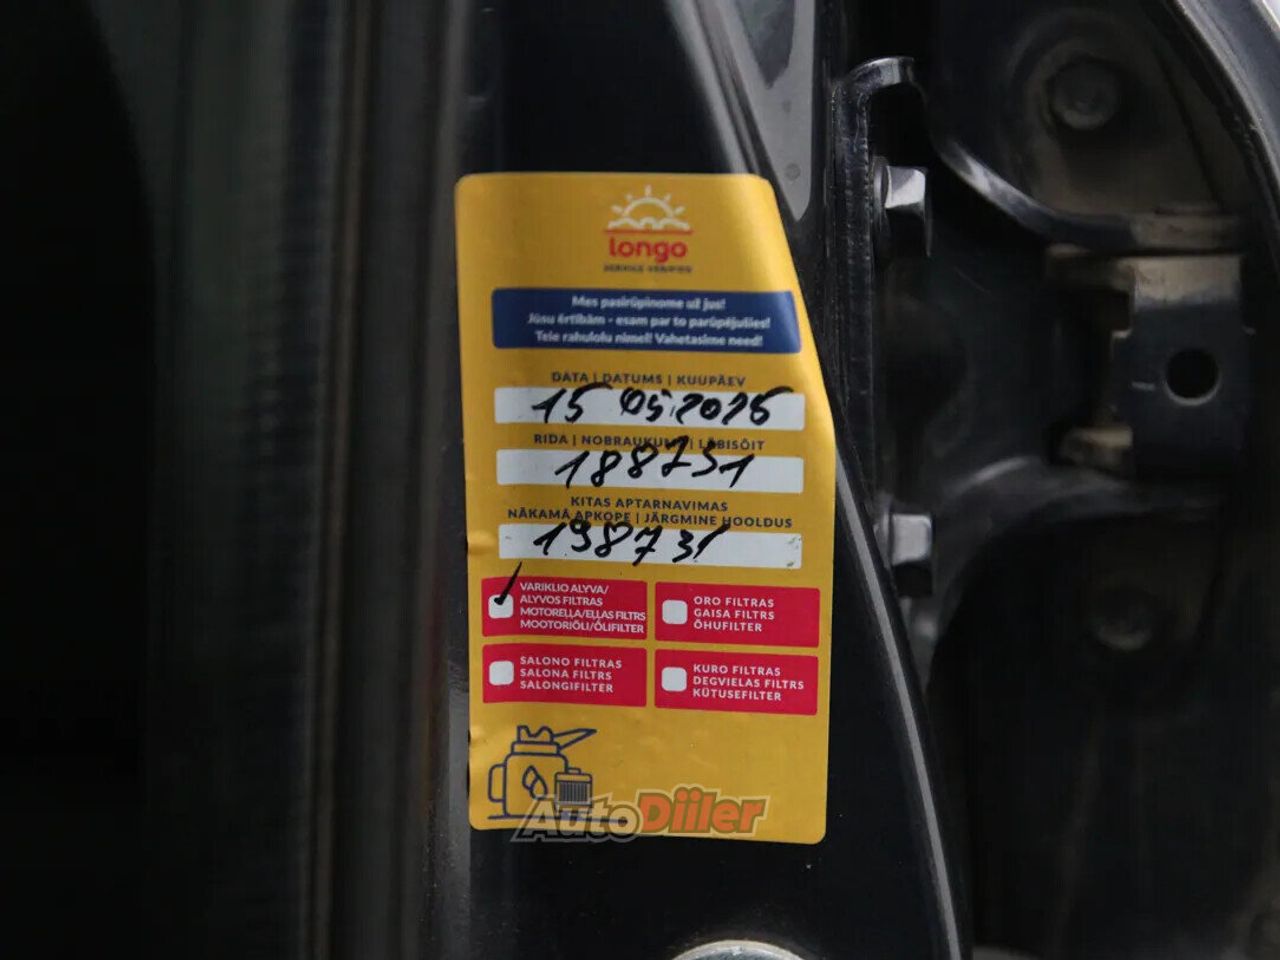 longo
SERVICE CENTRE
Mes pasirūpinome už jus!
Jūsu ērtībām - esam par to parūpējušies!
Teie rahulolu nimel! Vahetasime need!
DATA | DATUMS | KUUPÄEV
15 05.2025
RIDA | NOBRAUKUMS | LÄBISÕIT
188731
KITAS APTARNAVIMAS
NĀKAMĀ APKOPE | JÄRGMINE HOOLDUS
198731
VARIKLIO ALYVA/
ALYVOS FILTRAS
MOTOREĻĻA/EĻĻAS FILTRS
MOOTORIÕLI/ÕLIFILTER
ORO FILTRAS
GAISA FILTRS
ÕHUFILTER
SALONO FILTRAS
SALONA FILTRS
SALONGIFILTER
KURO FILTRAS
DEGVIELAS FILTRS
KÜTUSEFILTER
AutoDiiler